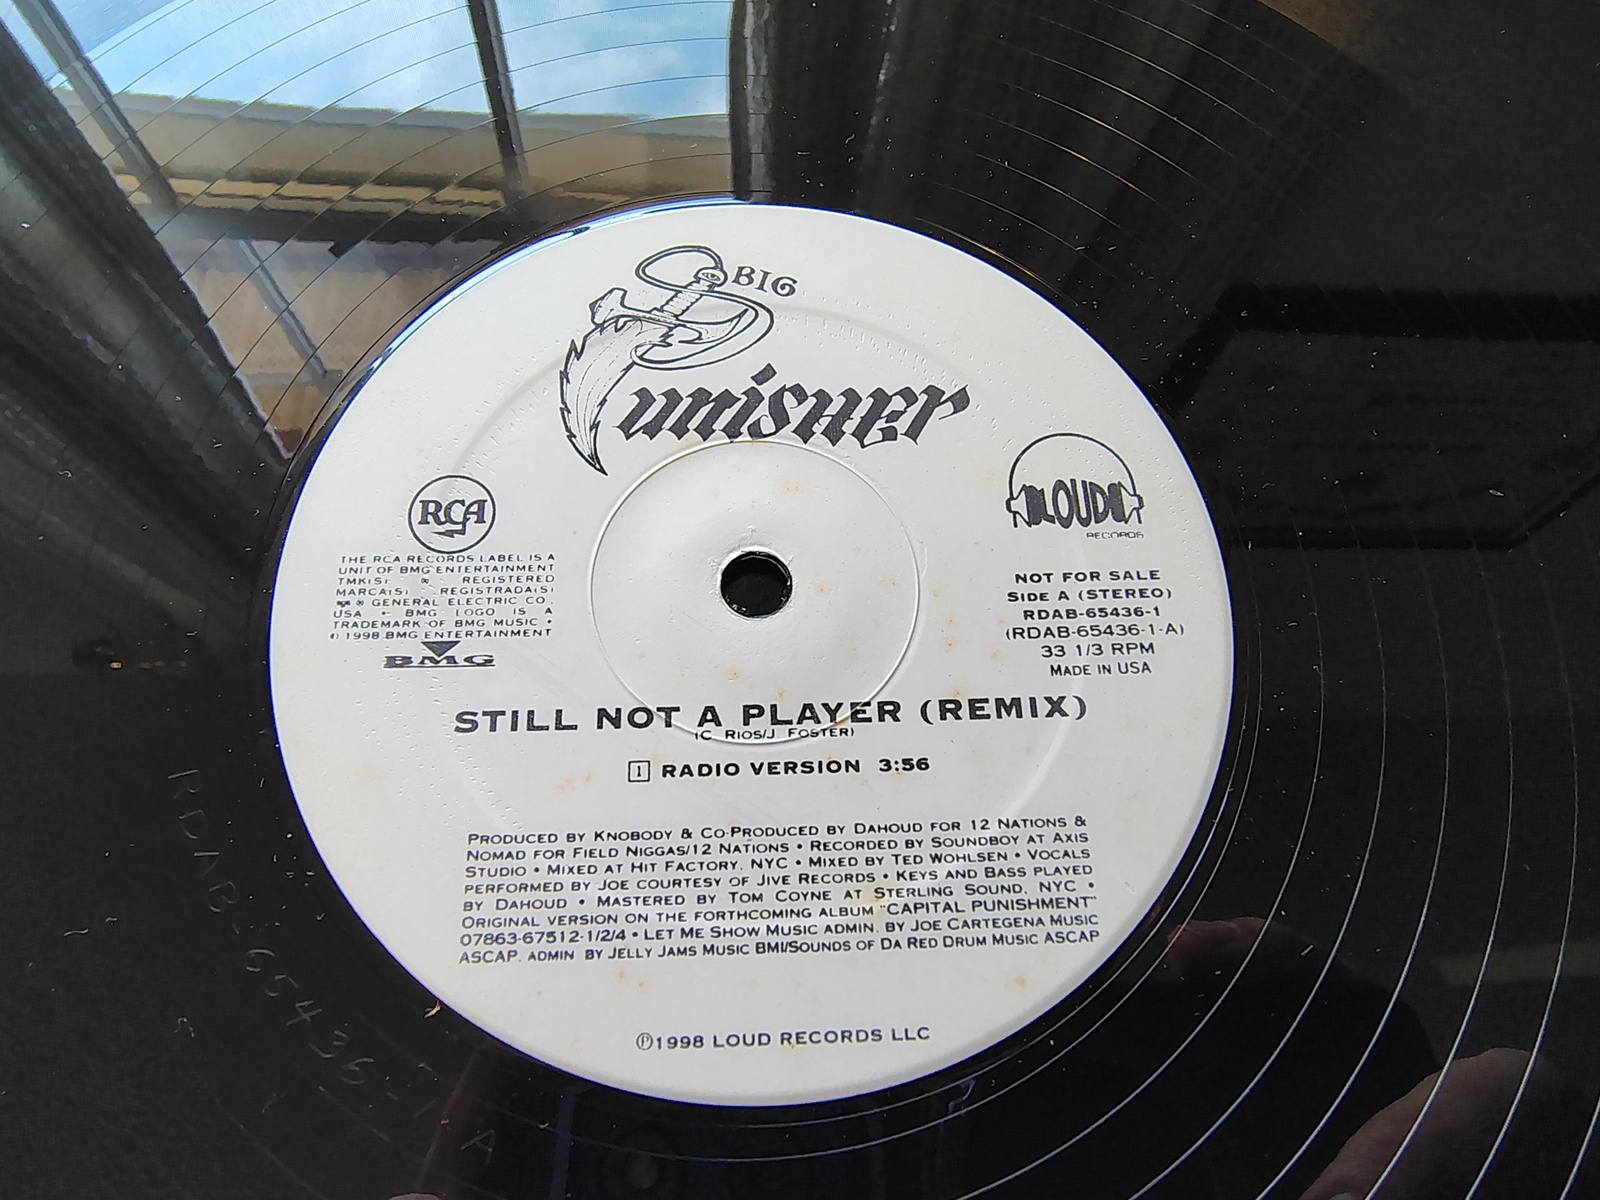 BIG
Punisher
RCA
THE RCA RECORDS LABEL IS A
UNIT OF BMG ENTERTAINMENT
TMK(S) ® REGISTERED
MARCA(S) REGISTRADA(S)
GENERAL ELECTRIC CO.,
USA • BMG LOGO IS A
TRADEMARK OF BMG MUSIC •
© 1998 BMG ENTERTAINMENT
BMG
LOUD
RECORDS
NOT FOR SALE
SIDE A (STEREO)
RDAB-65436-1
(RDAB-65436-1-A)
33 1/3 RPM
MADE IN USA
STILL NOT A PLAYER (REMIX)
(C. RIOS/J. FOSTER)
1 RADIO VERSION 3:56
PRODUCED BY KNOBODY & CO-PRODUCED BY DAHOUD FOR 12 NATIONS &
NOMAD FOR FIELD NIGGAS/12 NATIONS • RECORDED BY SOUNDBOY AT AXIS
STUDIO • MIXED AT HIT FACTORY, NYC • MIXED BY TED WOHLSEN • VOCALS
PERFORMED BY JOE COURTESY OF JIVE RECORDS • KEYS AND BASS PLAYED
BY DAHOUD • MASTERED BY TOM COYNE AT STERLING SOUND, NYC •
ORIGINAL VERSION ON THE FORTHCOMING ALBUM "CAPITAL PUNISHMENT"
07863-67512-1/2/4 • LET ME SHOW MUSIC ADMIN. BY JOE CARTEGENA MUSIC
ASCAP. ADMIN BY JELLY JAMS MUSIC BMI/SOUNDS OF DA RED DRUM MUSIC ASCAP
℗1998 LOUD RECORDS LLC
RDAB-65436-1 A